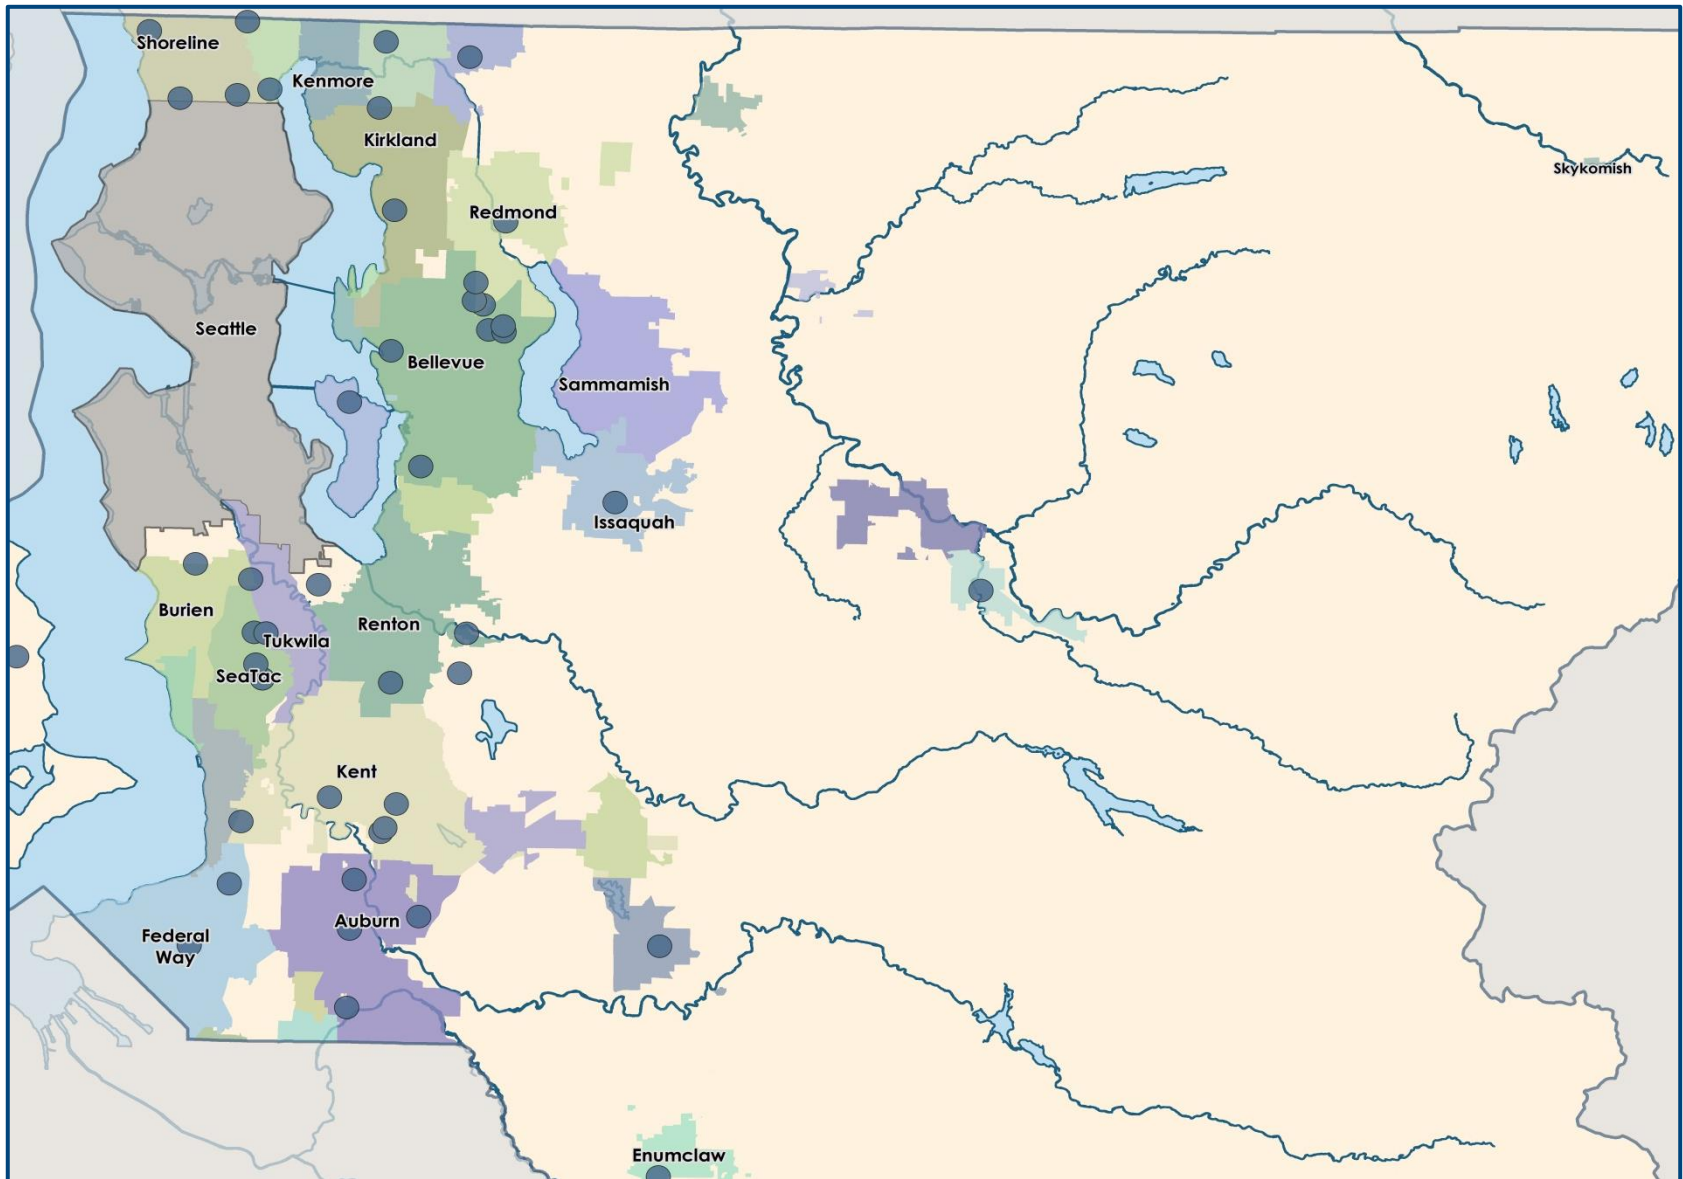 Shoreline
Kenmore
Kirkland
Skykomish
Redmond
Seattle
Bellevue
Sammamish
Issaquah
Burien
Renton
Tukwila
SeaTac
Kent
Auburn
Federal
Way
Enumclaw